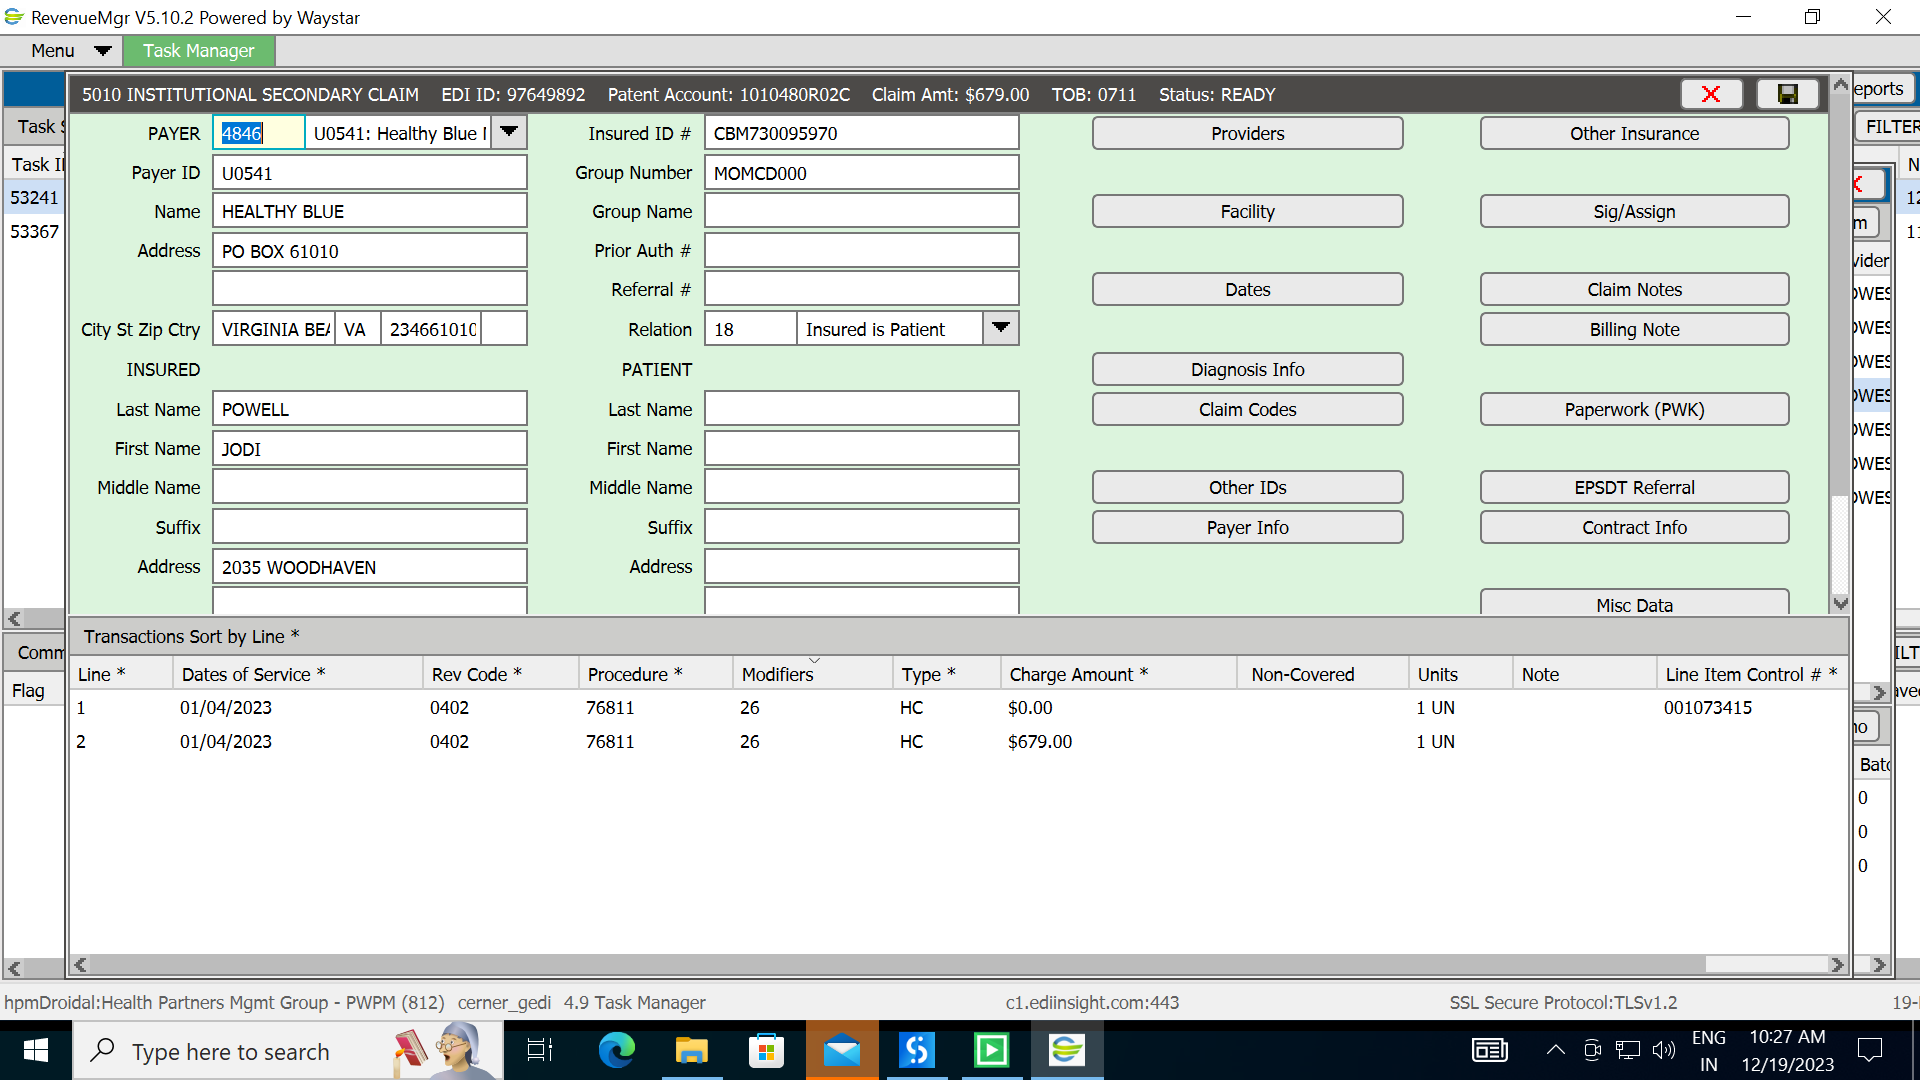 RevenueMgr V5.10.2 Powered by Waystar
Menu Task Manager
5010 INSTITUTIONAL SECONDARY CLAIM EDI ID: 97649892 Patent Account: 1010480R02C Claim Amt: $679.00 TOB: 0711 Status: READY
eports
Task S
FILTER
Task I
53241
53367
PAYER 4846 U0541: Healthy Blue Insured ID # CBM730095970 Providers Other Insurance
Payer ID U0541 Group Number MOMCD000
Name HEALTHY BLUE Group Name Facility Sig/Assign
Address PO BOX 61010 Prior Auth #
Referral # Dates Claim Notes
City St Zip Ctry VIRGINIA BEA VA 234661010 Relation 18 Insured is Patient Billing Note
INSURED PATIENT Diagnosis Info
Last Name POWELL Last Name Claim Codes Paperwork (PWK)
First Name JODI First Name
Middle Name Middle Name Other IDs EPSDT Referral
Suffix Suffix Payer Info Contract Info
Address 2035 WOODHAVEN Address
Misc Data
N
12
11
m
vider
OWES
OWES
OWES
OWES
OWES
OWES
OWES
Comm
Flag
ILT
aved
no
Batc
0
0
0
Transactions Sort by Line *
Line * Dates of Service * Rev Code * Procedure * Modifiers Type * Charge Amount * Non-Covered Units Note Line Item Control # *
1 01/04/2023 0402 76811 26 HC $0.00 1 UN 001073415
2 01/04/2023 0402 76811 26 HC $679.00 1 UN
hpmDroidal:Health Partners Mgmt Group - PWPM (812) cerner_gedi 4.9 Task Manager c1.ediinsight.com:443 SSL Secure Protocol:TLSv1.2 19-
Type here to search
ENG
IN
10:27 AM
12/19/2023